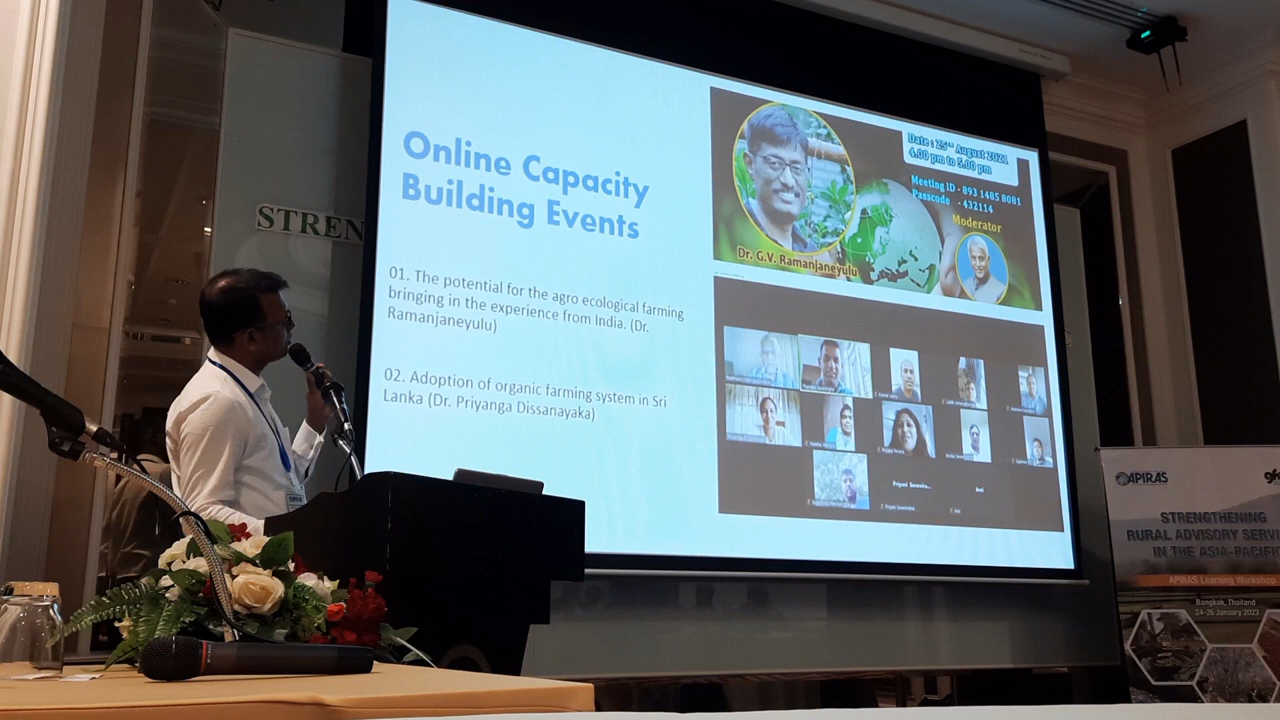 STREN
Online Capacity
Building Events
01. The potential for the agro ecological farming
bringing in the experience from India. (Dr.
Ramanjaneyulu)
02. Adoption of organic farming system in Sri
Lanka (Dr. Priyanga Dissanayaka)
Date : 25th August 2021
4.00 pm to 5.00 pm
Meeting ID - 893 1485 8081
Passcode - 432114
Moderator
Dr. G.V. Ramanjaneyulu
Priyani Senevira...
Ami
APIRAS
STRENGTHENING
RURAL ADVISORY SERVI
IN THE ASIA-PACIFI
APIRAS Learning Workshop
Bangkok, Thailand
24-26 January 2023